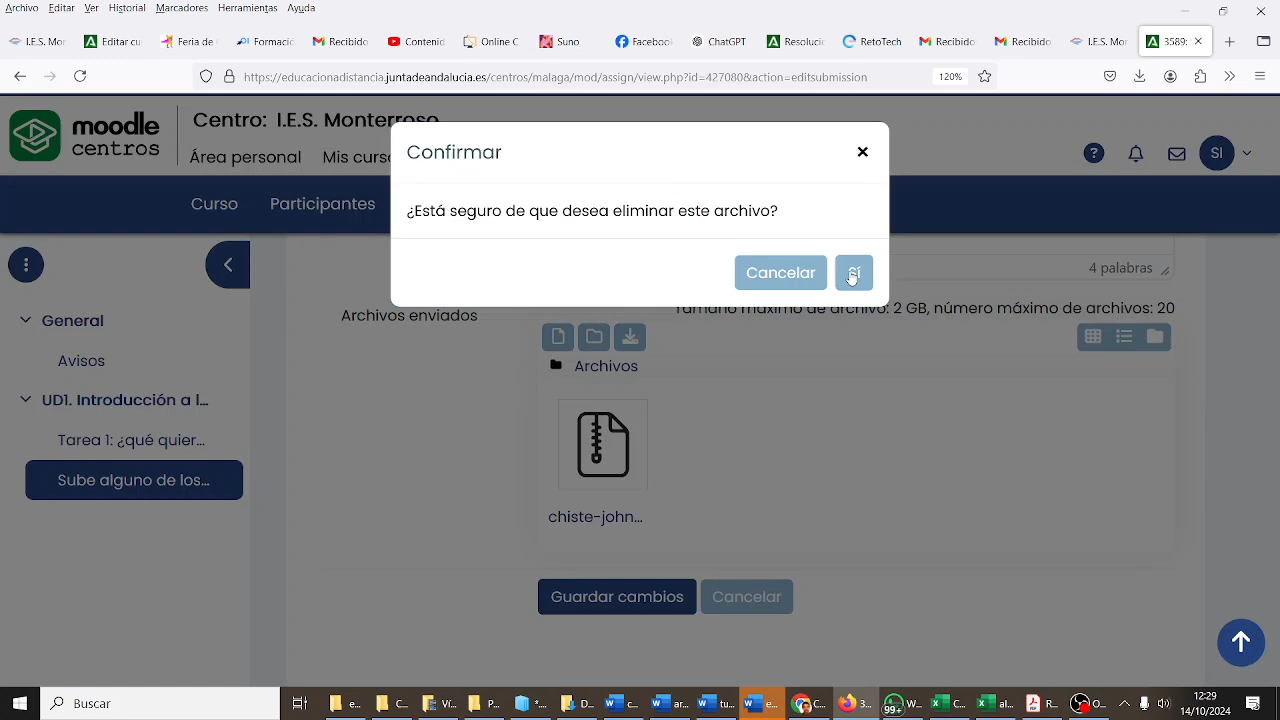 Archivo Editar Ver Historial Marcadores Herramientas Ayuda
I.E.S. Mor
Editar cu
Feria de
Formació
Recibido
Conteni
Online C
Suno
Facebool
ChatGPT
Resolucio
RetoTech
Recibido
Recibido
I.E.S. Mor
3589:
https://educacionadistancia.juntadeandalucia.es/centros/malaga/mod/assign/view.php?id=427080&action=editsubmission
120%
moodle
centros
Centro: I.E.S. Monterroso
Área personal Mis curs
SI
Curso Participantes
Confirmar
¿Está seguro de que desea eliminar este archivo?
Cancelar
Sí
4 palabras
Archivos enviados
Tamaño máximo de archivo: 2 GB, número máximo de archivos: 20
Archivos
chiste-john...
Guardar cambios
Cancelar
General
Avisos
UD1. Introducción a l...
Tarea 1: ¿qué quier...
Sube alguno de los...
Buscar
99+
12:29
14/10/2024